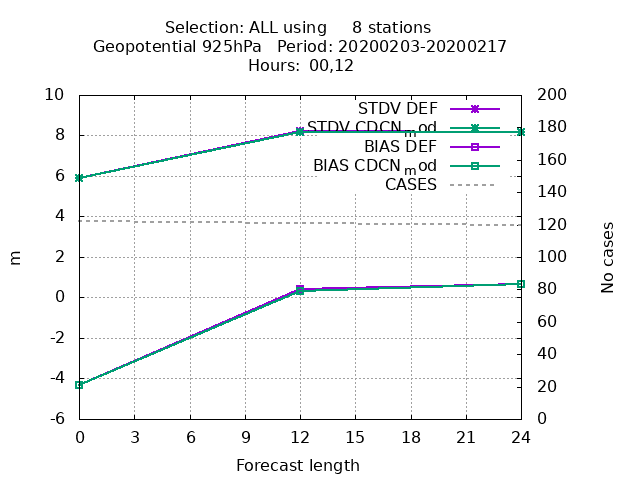 Selection: ALL using 8 stations
Geopotential 925hPa Period: 20200203-20200217
Hours: 00,12
10
8
6
4
2
0
-2
-4
-6
m
200
180
160
140
120
100
80
60
40
20
0
No cases
STDV DEF
STDV CDCNmod
BIAS DEF
BIAS CDCNmod
CASES
0 3 6 9 12 15 18 21 24
Forecast length